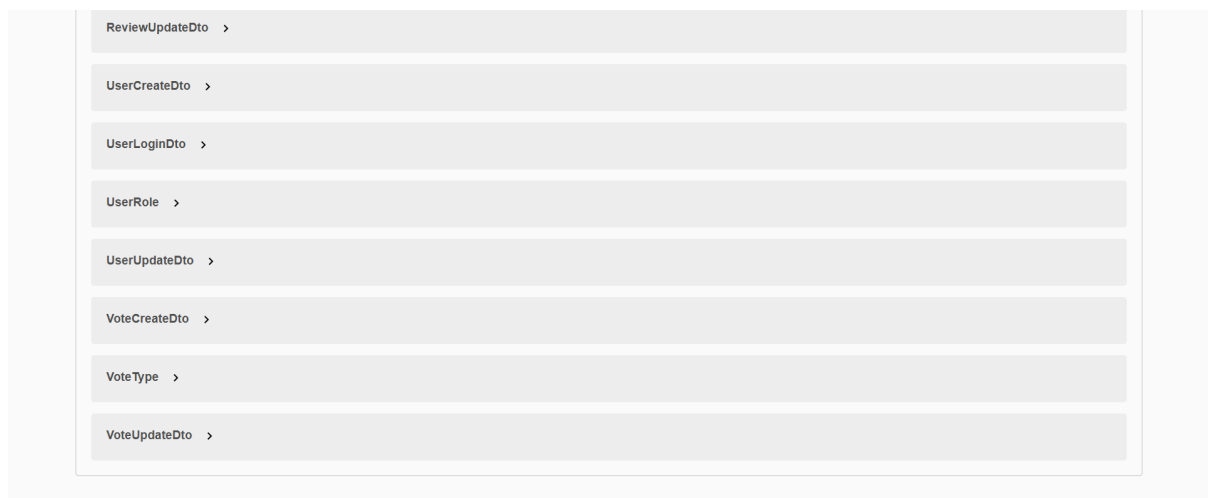 ReviewUpdateDto
UserCreateDto
UserLoginDto
UserRole
UserUpdateDto
VoteCreateDto
VoteType
VoteUpdateDto